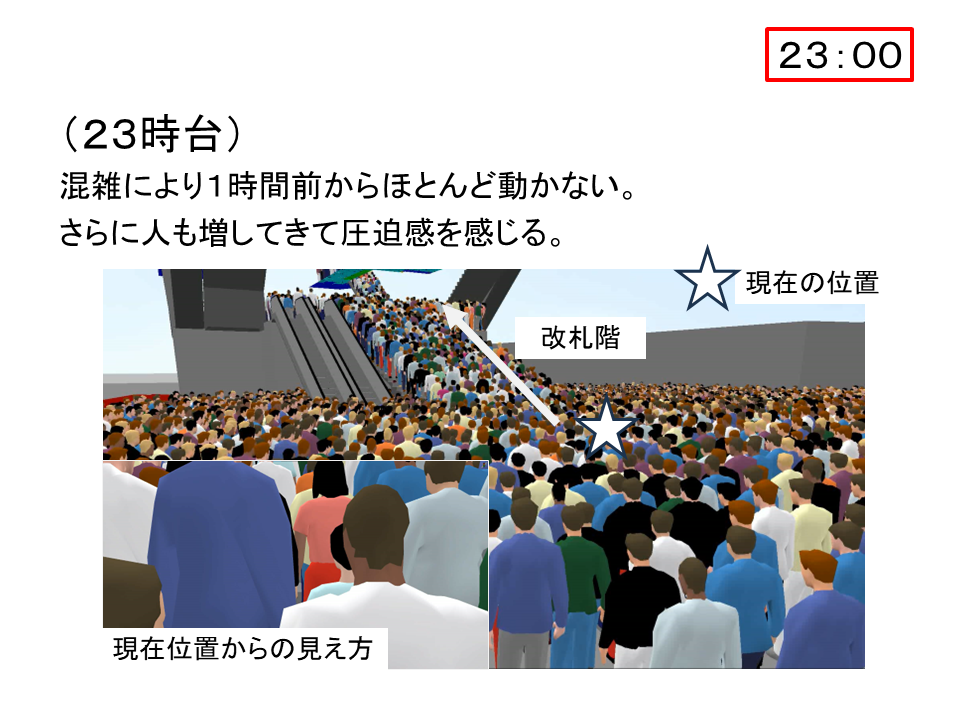 ２３：００
（２３時台）
混雑により１時間前からほとんど動かない。
さらに人も増してきて圧迫感を感じる。
現在の位置
改札階
現在位置からの見え方